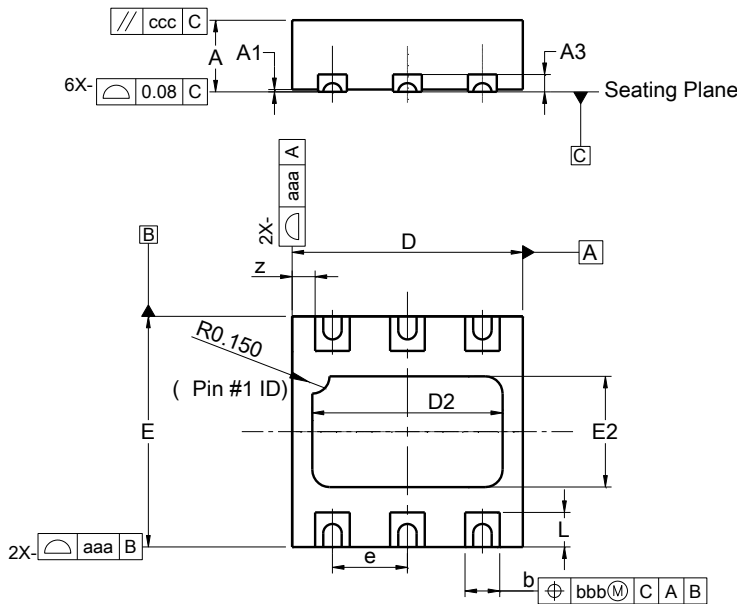 // ccc C
A
A1
A3
6X- ⌓ 0.08 C
Seating Plane
C
2X- ⌓ aaa A
B
D
A
z
R0.150
( Pin #1 ID)
D2
E
E2
2X- ⌓ aaa B
L
e
b
⌖ bbbⓂ C A B